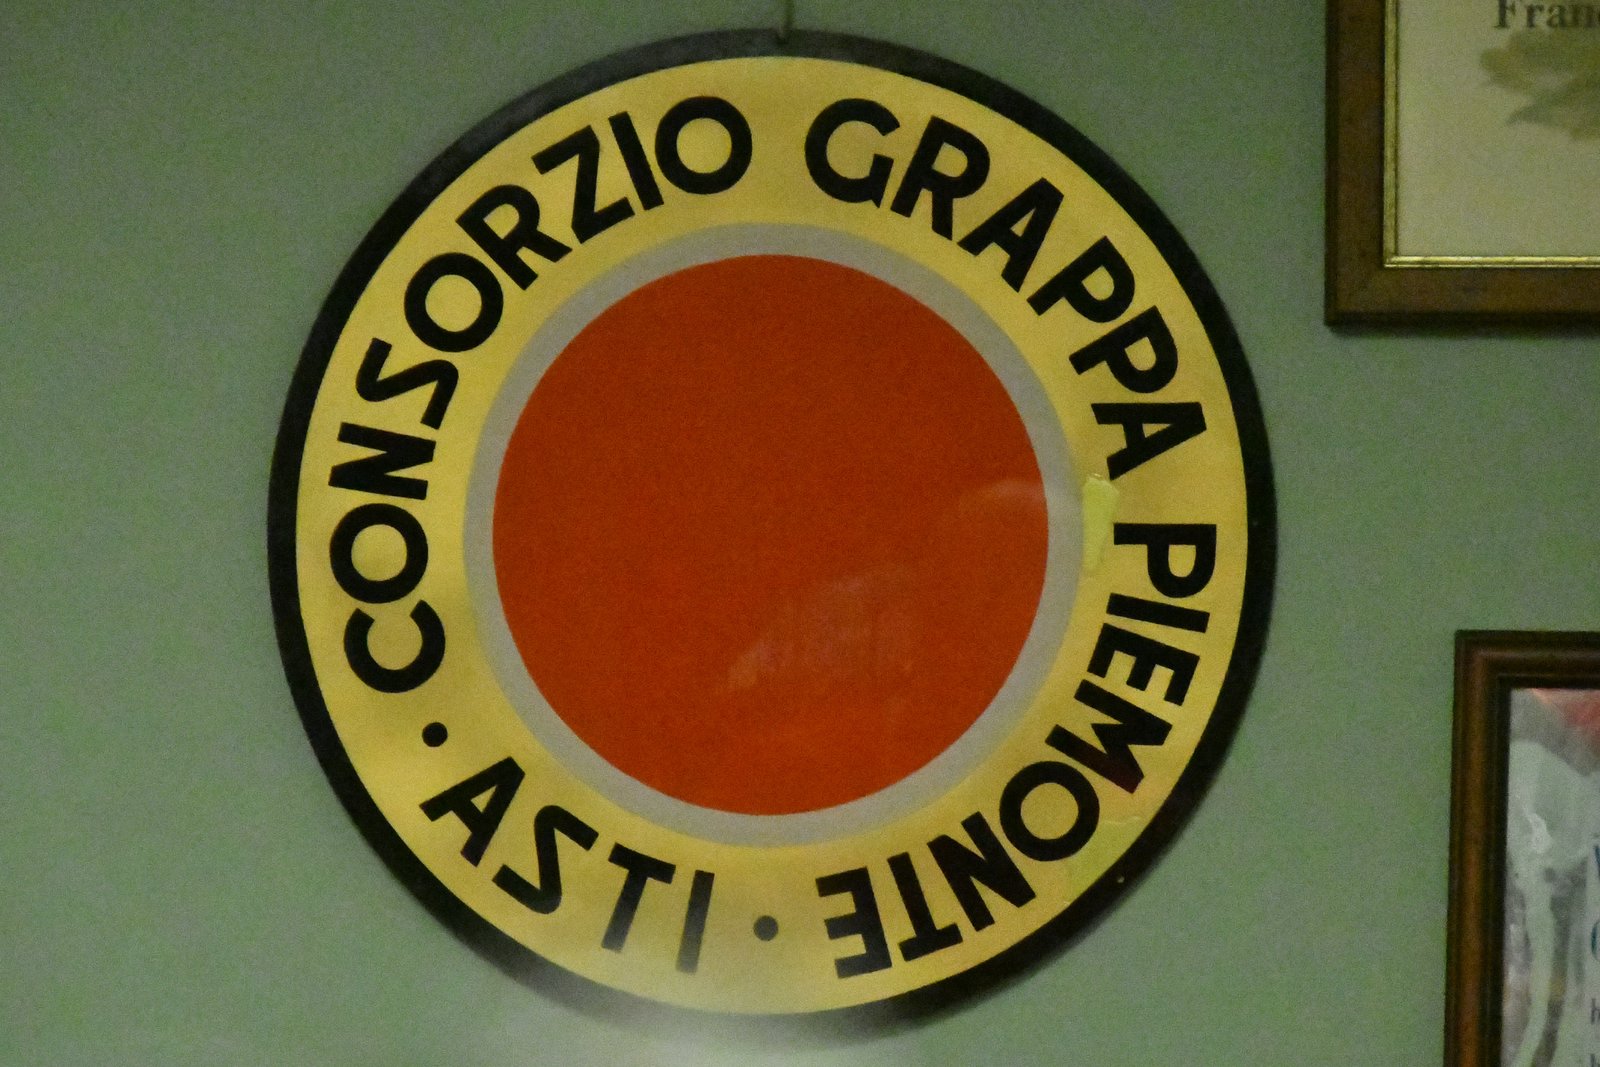 CONSORZIO GRAPPA PIEMONTE
• ASTI •